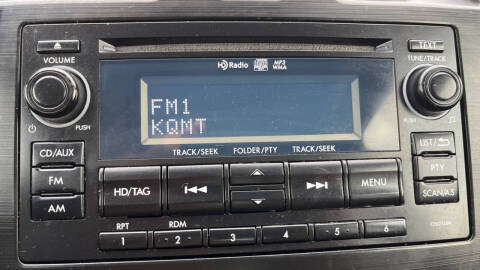 TEXT
VOLUME
HD Radio
MP3
WMA
TUNE/TRACK
FM1
KQMT
PUSH
PUSH
TRACK/SEEK FOLDER/PTY TRACK/SEEK
CD/AUX
LIST/
FM
HD/TAG
MENU
PTY
AM
SCAN/A.S
RPT
RDM
1 2 3 4 5 6